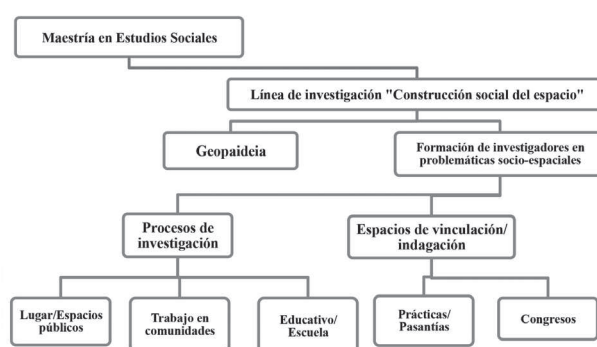 Maestría en Estudios Sociales
Línea de investigación "Construcción social del espacio"
Geopaideia
Formación de investigadores en
problemáticas socio-espaciales
Procesos de
investigación
Espacios de vinculación/
indagación
Lugar/Espacios
públicos
Trabajo en
comunidades
Educativo/
Escuela
Prácticas/
Pasantías
Congresos